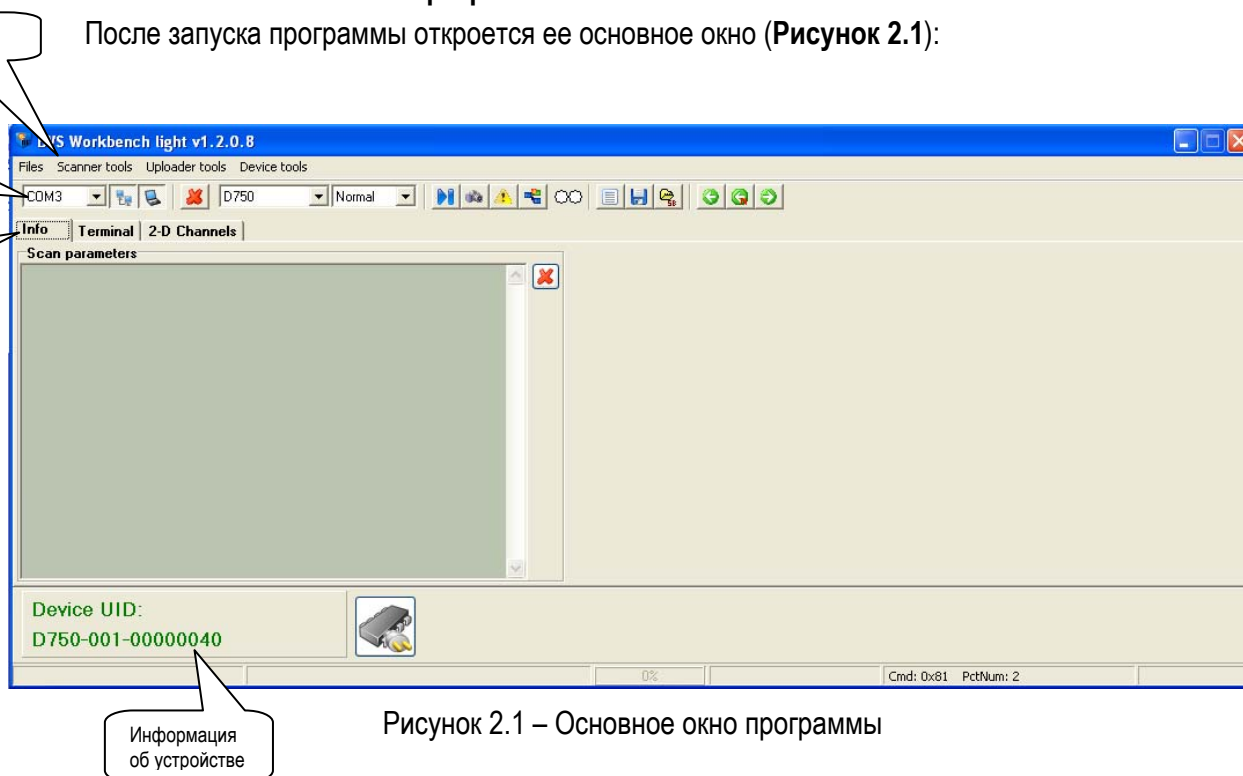 После запуска программы откроется ее основное окно (Рисунок 2.1):
Workbench light v1.2.0.8
Files Scanner tools Uploader tools Device tools
COM3 D750 Normal
Info Terminal 2-D Channels
Scan parameters
Device UID:
D750-001-00000040
0% Cmd: 0x81 PctNum: 2
Информация
об устройстве
Рисунок 2.1 – Основное окно программы